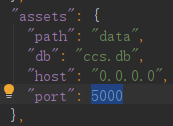 "assets": {
"path": "data",
"db": "ccs.db",
"host": "0.0.0.0",
"port": 5000
},